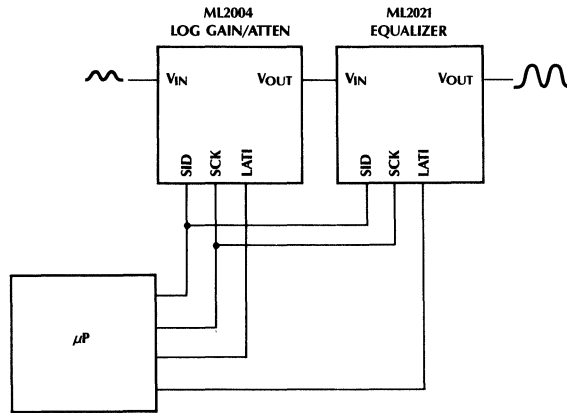 ML2004
LOG GAIN/ATTEN
ML2021
EQUALIZER
VIN
VOUT
VIN
VOUT
SID
SCK
LATI
SID
SCK
LATI
μP